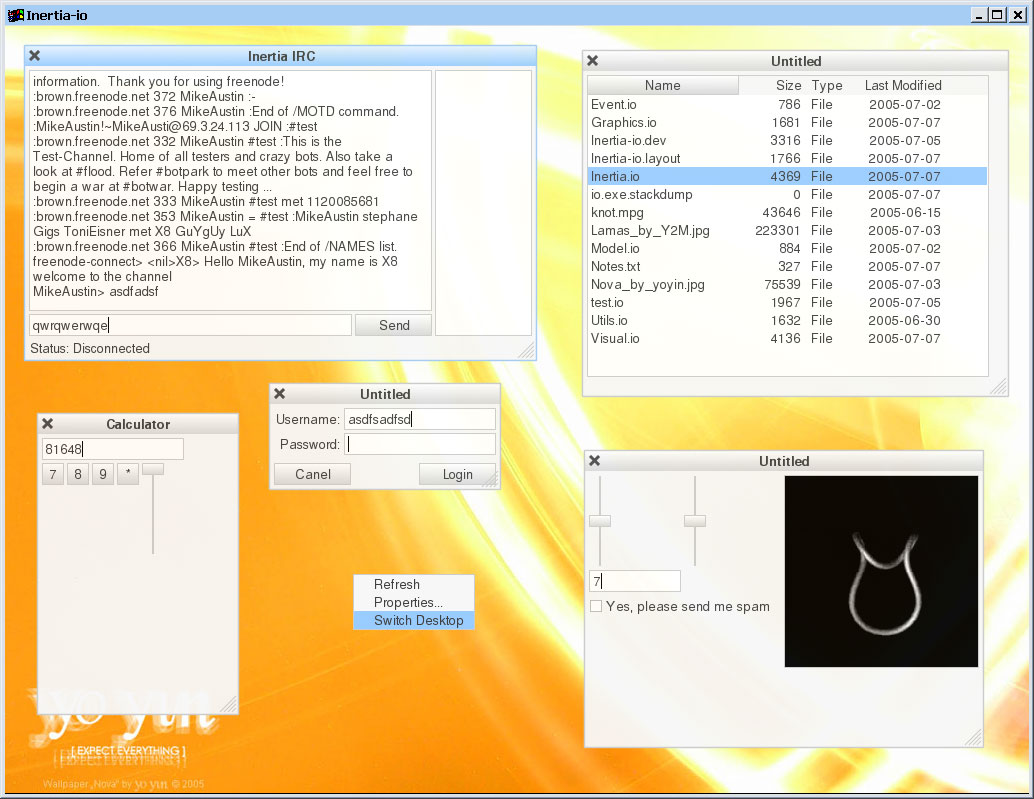 Inertia-io
Inertia IRC
information.  Thank you for using freenode!
:brown.freenode.net 372 MikeAustin :-
:brown.freenode.net 376 MikeAustin :End of /MOTD command.
:MikeAustin!~MikeAusti@69.3.24.113 JOIN :#test
:brown.freenode.net 332 MikeAustin #test :This is the
Test-Channel. Home of all testers and crazy bots. Also take a
look at #flood. Refer #botpark to meet other bots and feel free to
begin a war at #botwar. Happy testing ...
:brown.freenode.net 333 MikeAustin #test met 1120085681
:brown.freenode.net 353 MikeAustin = #test :MikeAustin stephane
Gigs ToniEisner met X8 GuYgUy LuX
:brown.freenode.net 366 MikeAustin #test :End of /NAMES list.
freenode-connect> <nil>X8> Hello MikeAustin, my name is X8
welcome to the channel
MikeAustin> asdfadsf
qwrqwerwqe
Send
Status: Disconnected
Untitled
Name Size Type Last Modified
Event.io 786 File 2005-07-02
Graphics.io 1681 File 2005-07-07
Inertia-io.dev 3316 File 2005-07-05
Inertia-io.layout 1766 File 2005-07-07
Inertia.io 4369 File 2005-07-07
io.exe.stackdump 0 File 2005-07-07
knot.mpg 43646 File 2005-06-15
Lamas_by_Y2M.jpg 223301 File 2005-07-03
Model.io 884 File 2005-07-02
Notes.txt 327 File 2005-07-07
Nova_by_yoyin.jpg 75539 File 2005-07-03
test.io 1967 File 2005-07-05
Utils.io 1632 File 2005-06-30
Visual.io 4136 File 2005-07-07
Untitled
Username: asdfsadfsd
Password:
Canel Login
Calculator
81648
7 8 9 *
Refresh
Properties...
Switch Desktop
Untitled
7
Yes, please send me spam
yo yun
[ EXPECT EVERYTHING ]
Wallpaper „Nova" by yo yun © 2005